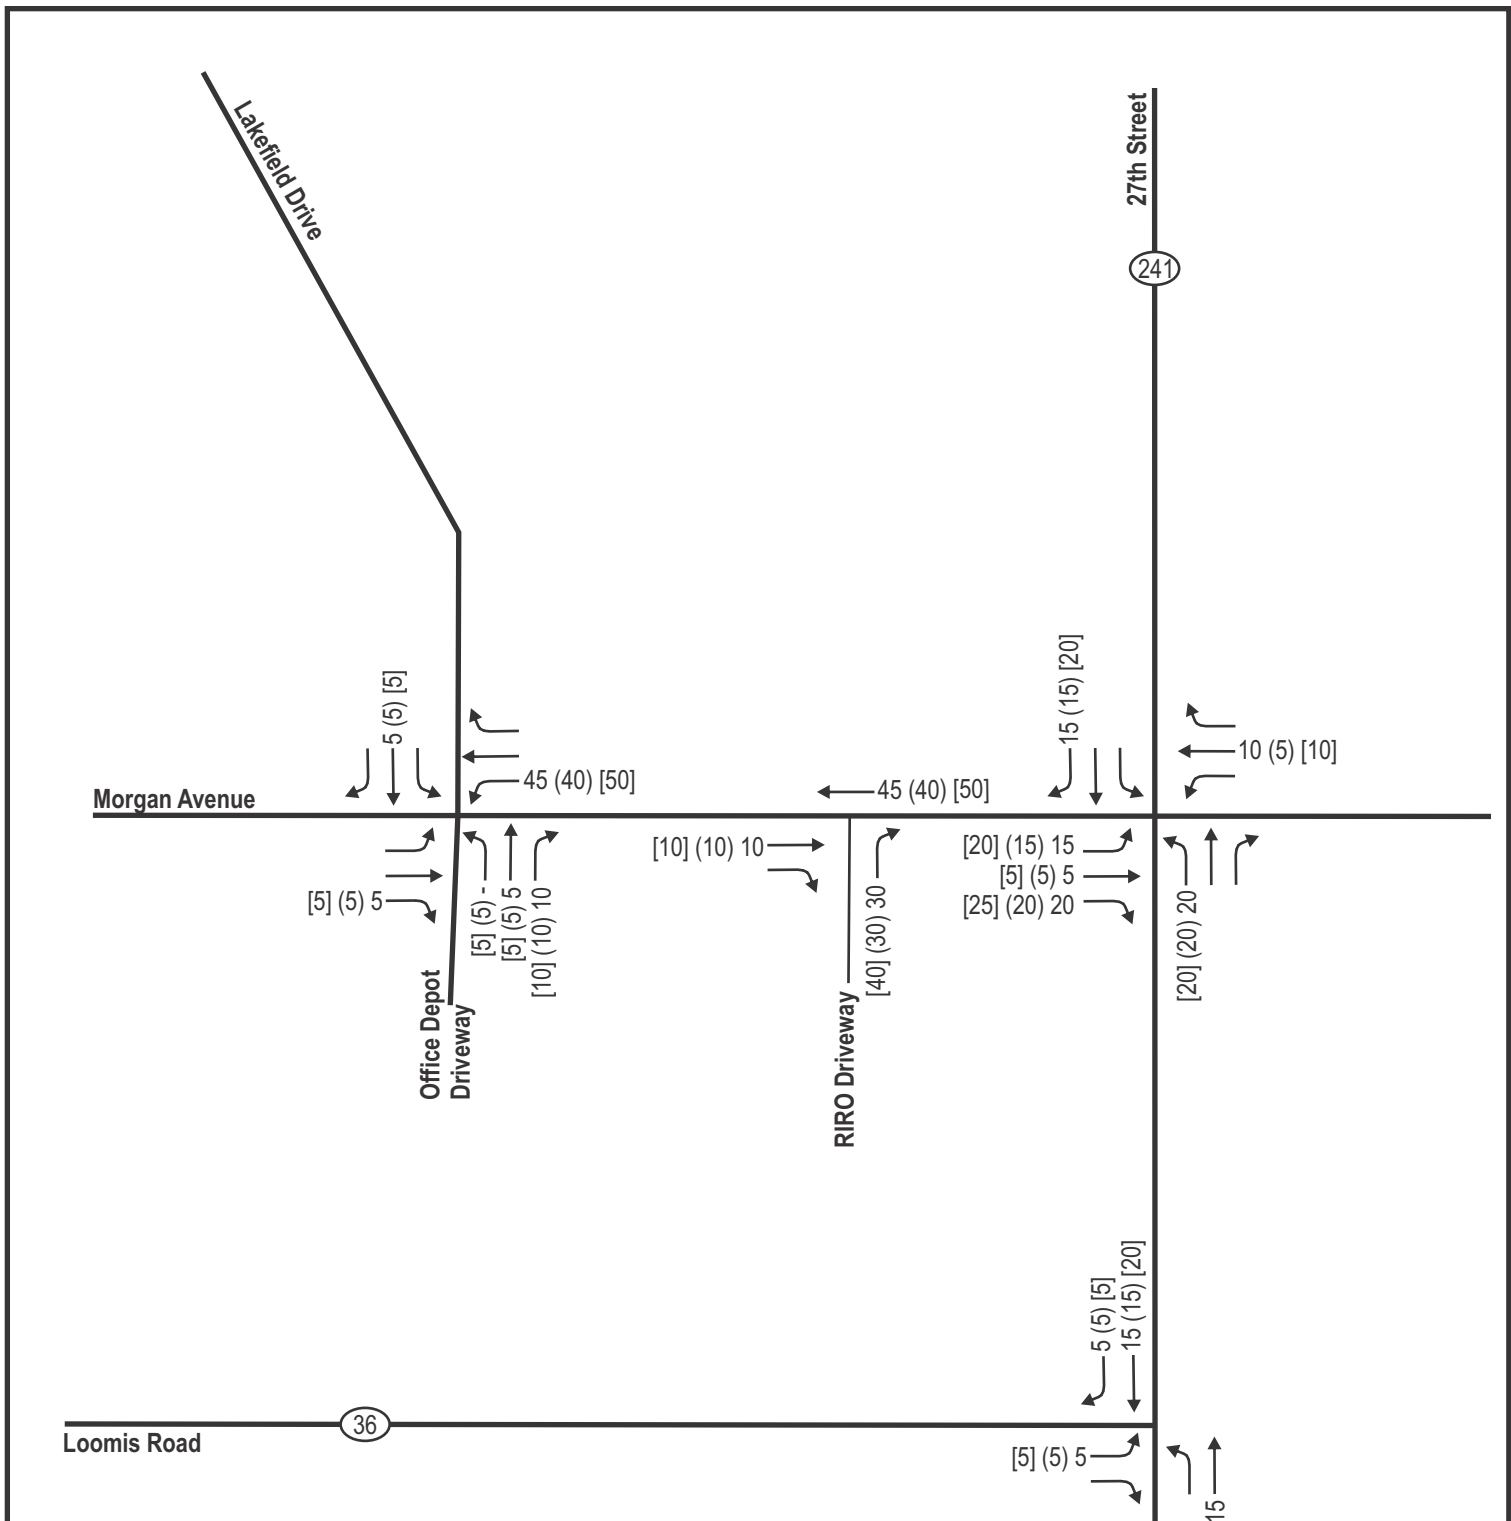 Lakefield Drive
27th Street
241
5 (5) [5]
45 (40) [50]
45 (40) [50]
15 (15) [20]
10 (5) [10]
Morgan Avenue
[5] (5) 5
[5] (5) -
[5] (5) 5
[10] (10) 10
[10] (10) 10
[40] (30) 30
[20] (15) 15
[5] (5) 5
[25] (20) 20
[20] (20) 20
Office Depot
Driveway
RIRO Driveway
5 (5) [5]
15 (15) [20]
36
Loomis Road
[5] (5) 5
15